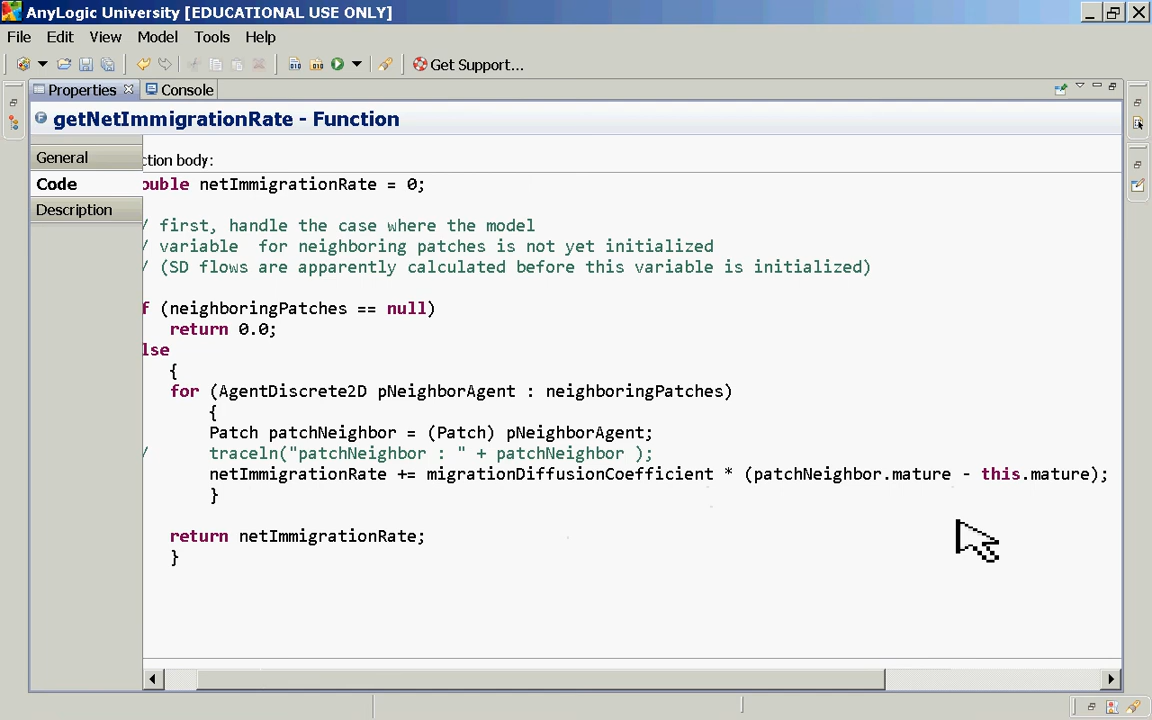 AnyLogic University [EDUCATIONAL USE ONLY]
File Edit View Model Tools Help
Get Support...
Properties Console
getNetImmigrationRate - Function
General
Code
Description
ction body:
ouble netImmigrationRate = 0;
/ first, handle the case where the model
/ variable  for neighboring patches is not yet initialized
/ (SD flows are apparently calculated before this variable is initialized)
f (neighboringPatches == null)
return 0.0;
lse
{
for (AgentDiscrete2D pNeighborAgent : neighboringPatches)
{
Patch patchNeighbor = (Patch) pNeighborAgent;
/ traceln("patchNeighbor : " + patchNeighbor );
netImmigrationRate += migrationDiffusionCoefficient * (patchNeighbor.mature - this.mature);
}
return netImmigrationRate;
}